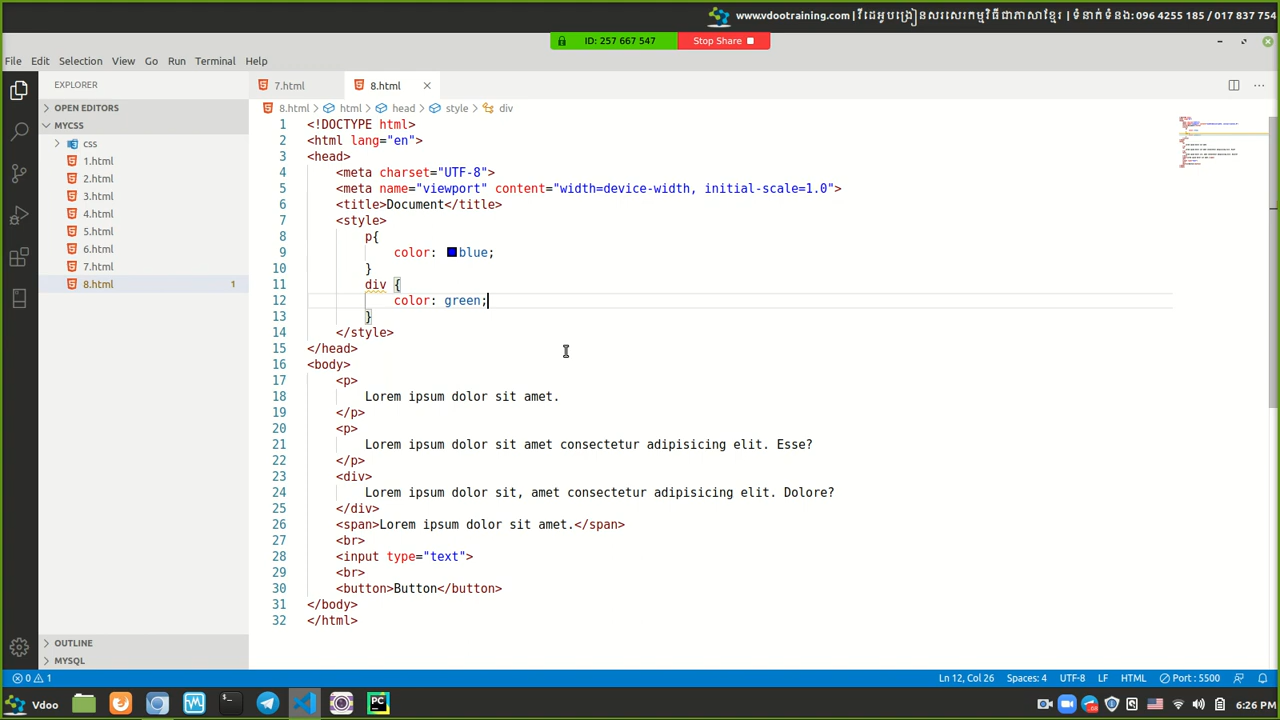 www.vdootraining.com | វីដេអូបង្រៀនសរសេរកម្មវិធីជាភាសាខ្មែរ | ទំនាក់ទំនង: 096 4255 185 / 017 837 754
ID: 257 667 547 Stop Share
File Edit Selection View Go Run Terminal Help
EXPLORER
7.html 8.html
OPEN EDITORS
8.html > html > head > style > div
MYCSS
css
1.html
2.html
3.html
4.html
5.html
6.html
7.html
8.html 1
1 <!DOCTYPE html>
2 <html lang="en">
3 <head>
4 <meta charset="UTF-8">
5 <meta name="viewport" content="width=device-width, initial-scale=1.0">
6 <title>Document</title>
7 <style>
8 p{
9 color: blue;
10 }
11 div {
12 color: green;
13 }
14 </style>
15 </head>
16 <body>
17 <p>
18 Lorem ipsum dolor sit amet.
19 </p>
20 <p>
21 Lorem ipsum dolor sit amet consectetur adipisicing elit. Esse?
22 </p>
23 <div>
24 Lorem ipsum dolor sit, amet consectetur adipisicing elit. Dolore?
25 </div>
26 <span>Lorem ipsum dolor sit amet.</span>
27 <br>
28 <input type="text">
29 <br>
30 <button>Button</button>
31 </body>
32 </html>
OUTLINE
MYSQL
0 1 Ln 12, Col 26 Spaces: 4 UTF-8 LF HTML Port : 5500
Vdoo 6:26 PM